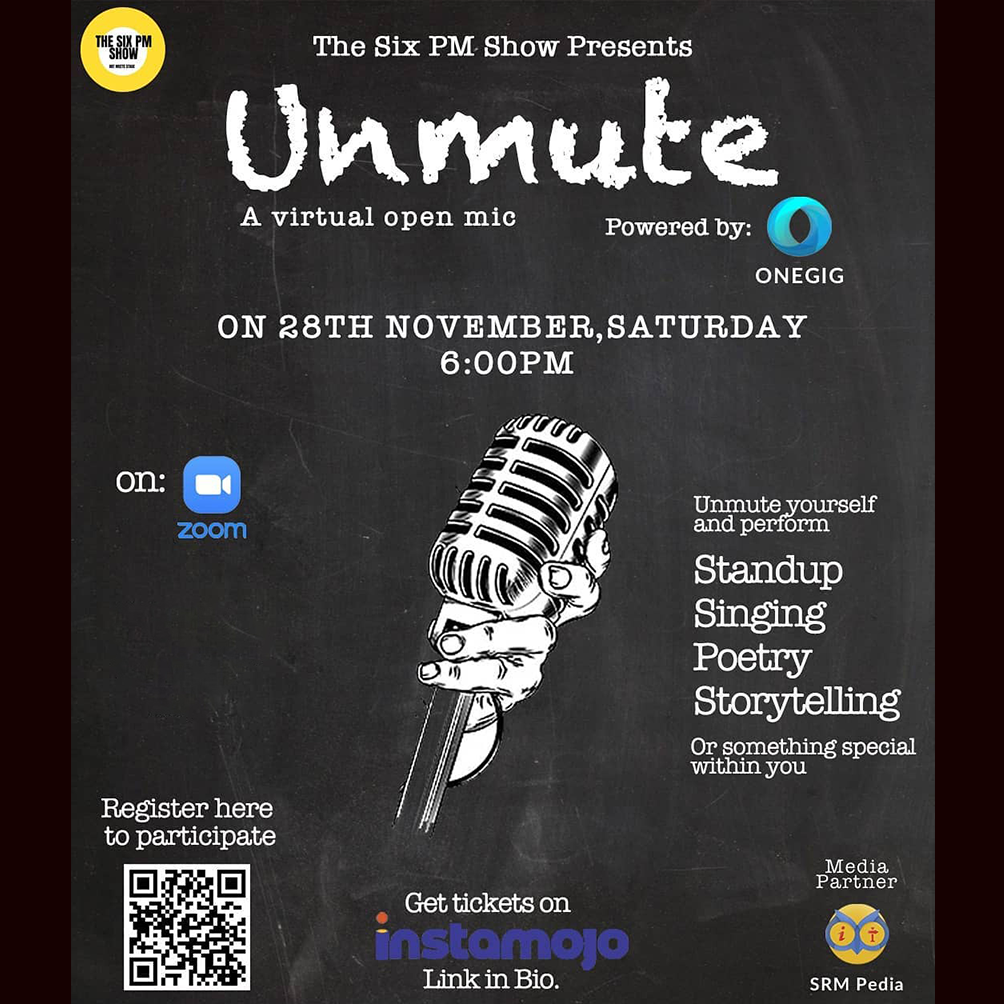 THE SIX PM
SHOW
The Six PM Show Presents
Unmute
A virtual open mic
Powered by:
ONEGIG
ON 28TH NOVEMBER,SATURDAY
6:00PM
on:
zoom
Unmute yourself
and perform
Standup
Singing
Poetry
Storytelling
Or something special
within you
Register here
to participate
Get tickets on
instamojo
Link in Bio.
Media
Partner
SRM Pedia